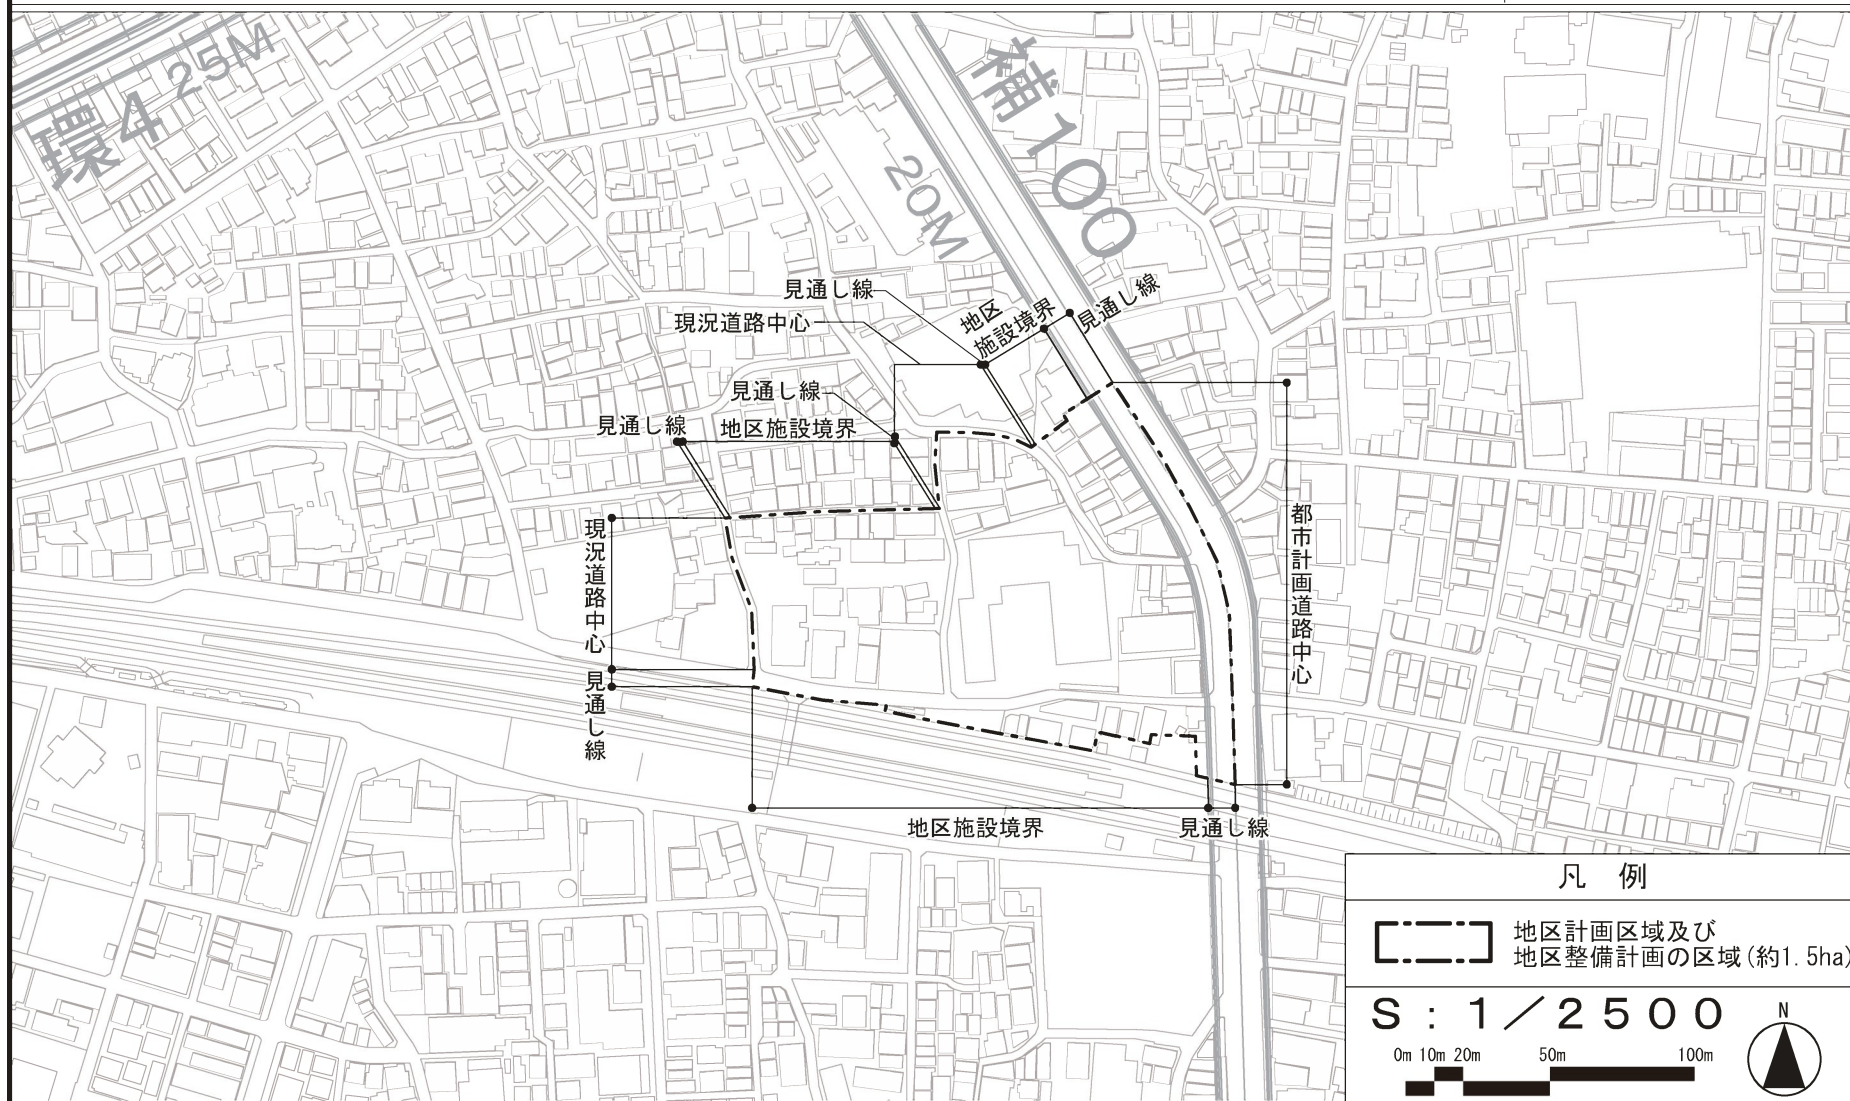 環4 25M
補100
20M
見通し線
現況道路中心
地区
施設境界
見通し線
見通し線
見通し線
地区施設境界
現況道路中心
見通し線
都市計画道路中心
地区施設境界
見通し線
凡 例
地区計画区域及び
地区整備計画の区域(約1.5ha)
S : 1/2500
N
0m 10m 20m 50m 100m